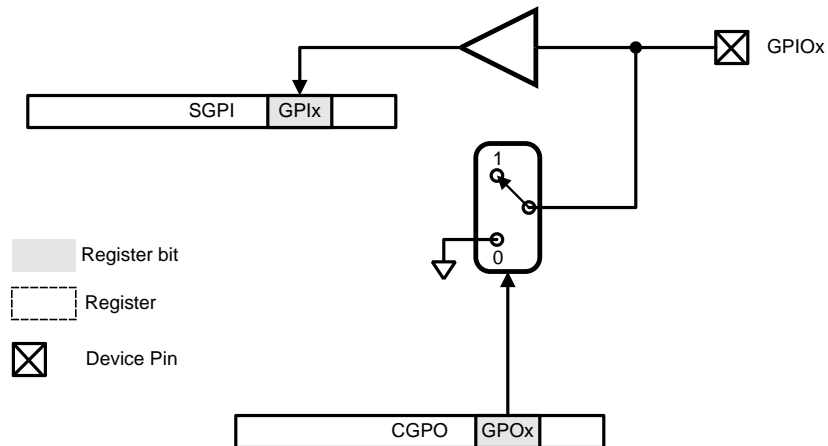 GPIOx
SGPI GPIx
1
0
Register bit
Register
Device Pin
CGPO GPOx